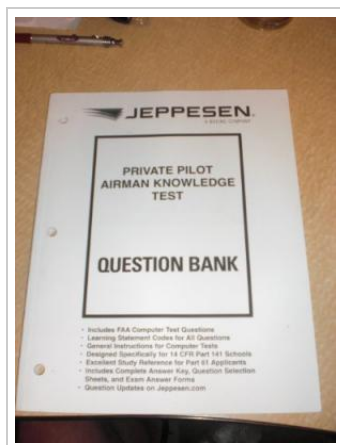 JEPPESEN
A BOEING COMPANY
PRIVATE PILOT
AIRMAN KNOWLEDGE
TEST
QUESTION BANK
· Includes FAA Computer Test Questions
· Learning Statement Codes for All Questions
· General Instructions for Computer Tests
· Designed Specifically for 14 CFR Part 141 Schools
· Excellent Study Reference for Part 61 Applicants
· Includes Complete Answer Key, Question Selection
Sheets, and Exam Answer Forms
· Question Updates on Jeppesen.com